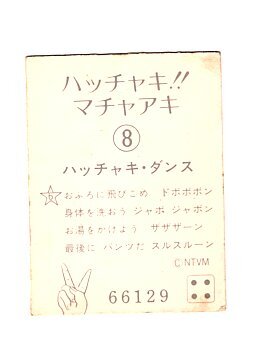 ハッチャキ!!
マチャアキ
8
ハッチャキ・ダンス
おふろに飛びこめ ドボボボン
身体を洗おう ジャボ ジャボン
お湯をかけよう ザザザーン
最後に パンツだ スルスルーン
C NTVM
66129